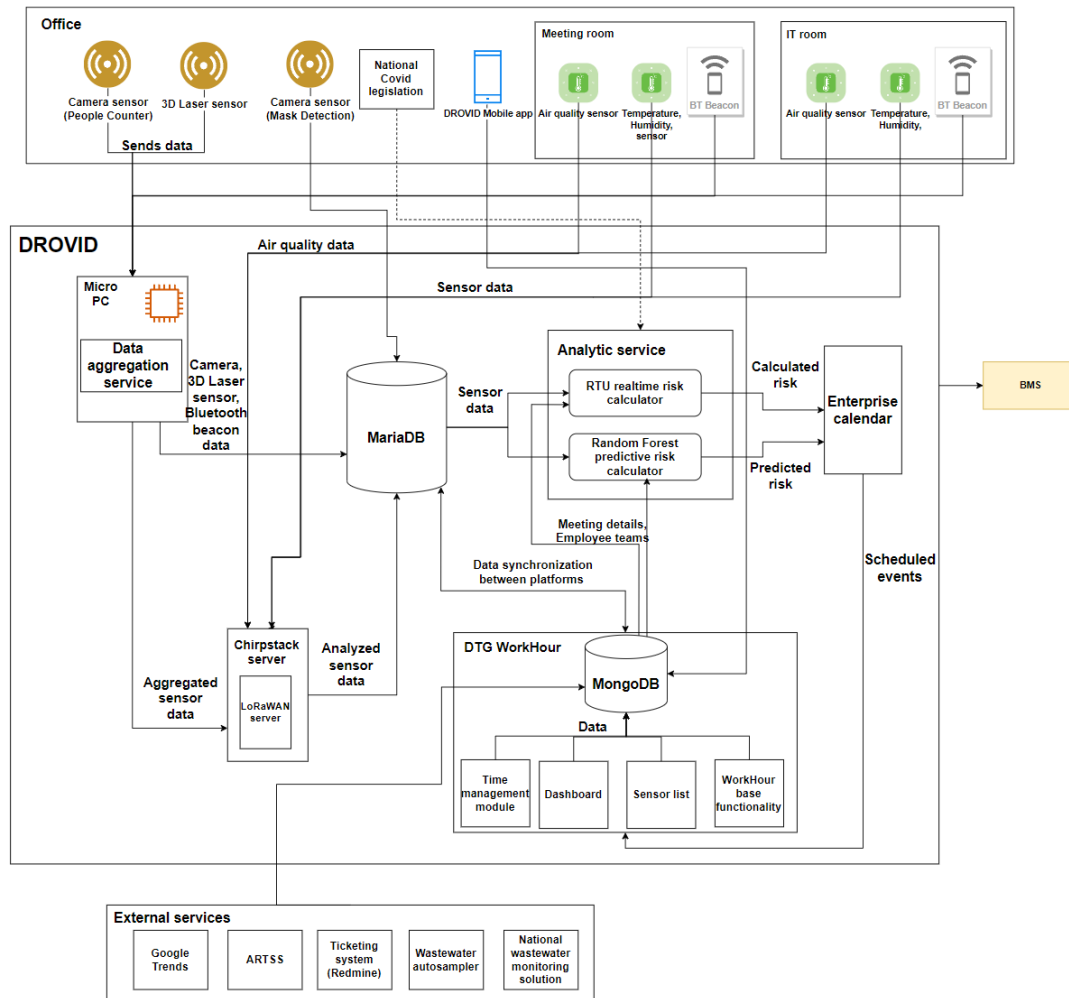 Office
Camera sensor
(People Counter)
3D Laser sensor
Sends data
Camera sensor
(Mask Detection)
National
Covid
legislation
DROVID Mobile app
Meeting room
Air quality sensor
Temperature,
Humidity,
sensor
BT Beacon
IT room
Air quality sensor
Temperature,
Humidity,
BT Beacon
DROVID
Air quality data
Sensor data
Micro
PC
Data
aggregation
service
Camera,
3D Laser
sensor,
Bluetooth
beacon
data
MariaDB
Sensor
data
Analytic service
RTU realtime risk
calculator
Random Forest
predictive risk
calculator
Calculated
risk
Predicted
risk
Enterprise
calendar
BMS
Meeting details,
Employee teams
Data synchronization
between platforms
Scheduled
events
Chirpstack
server
LoRaWAN
server
Aggregated
sensor
data
Analyzed
sensor
data
DTG WorkHour
MongoDB
Data
Time
management
module
Dashboard
Sensor list
WorkHour
base
functionality
External services
Google
Trends
ARTSS
Ticketing
system
(Redmine)
Wastewater
autosampler
National
wastewater
monitoring
solution